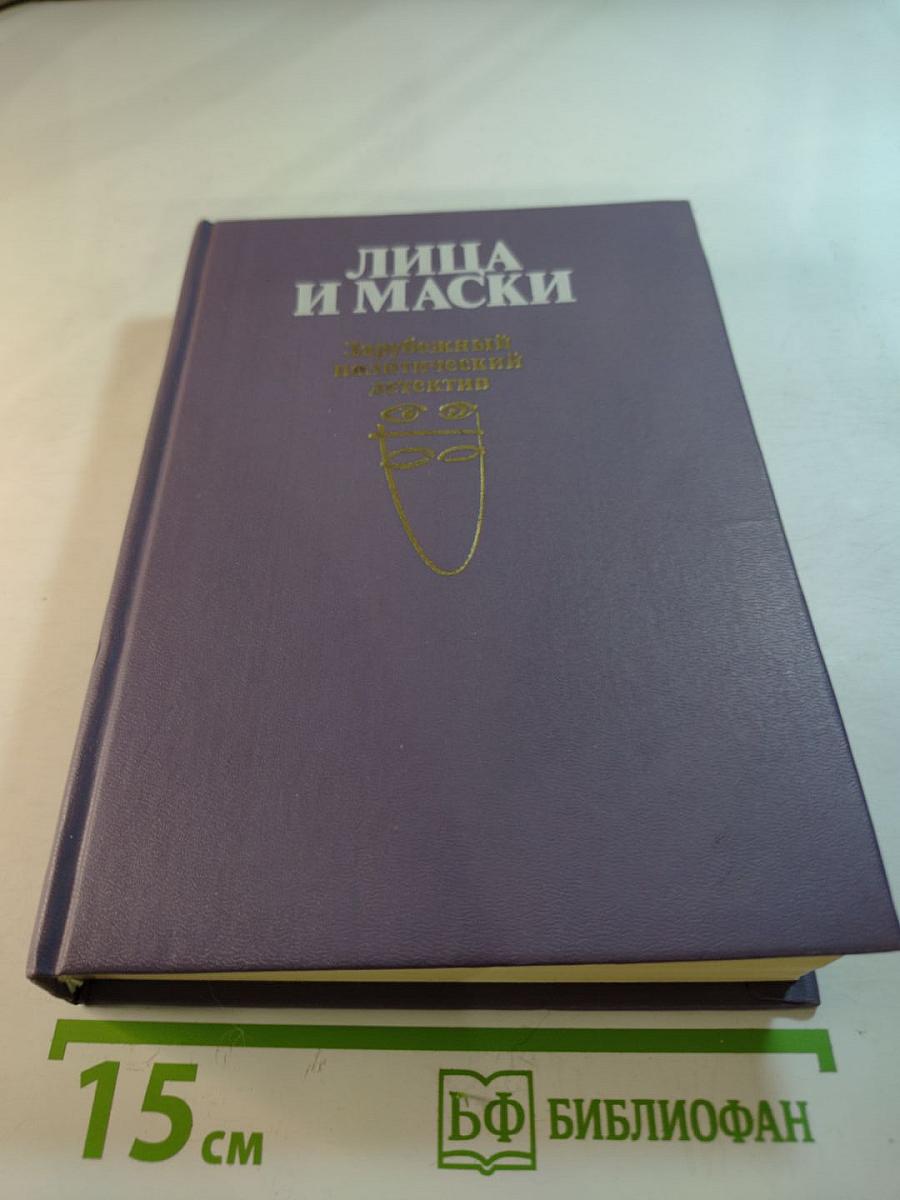 ЛИЦА
И МАСКИ
Зарубежный
политический
детектив
15 см
БФ БИБЛИОФАН